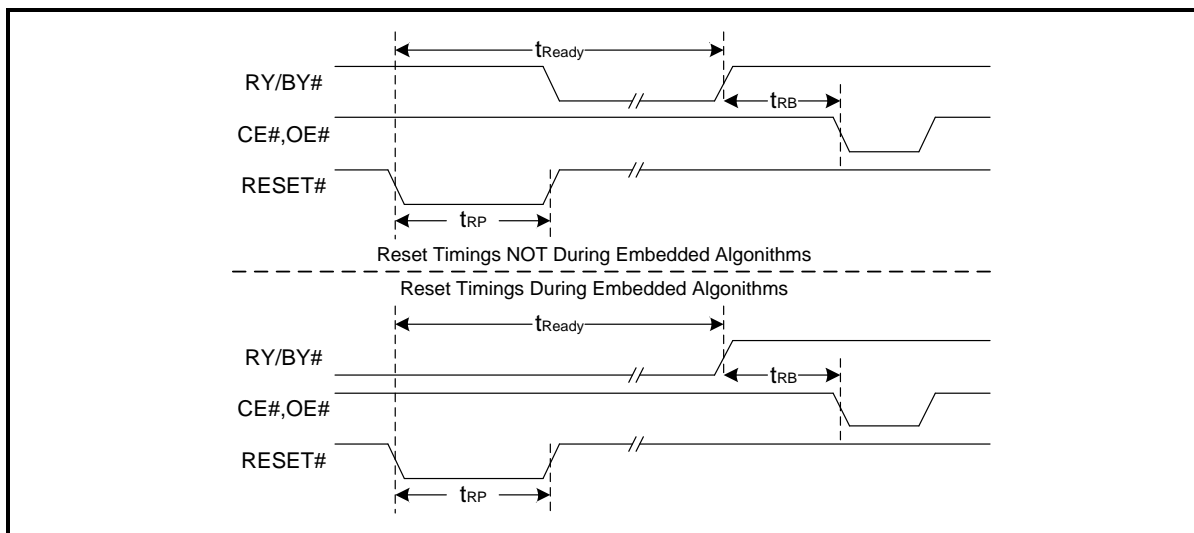 tReady
RY/BY#
tRB
CE#,OE#
RESET#
tRP
Reset Timings NOT During Embedded Algorithms
Reset Timings During Embedded Algorithms
tReady
RY/BY#
tRB
CE#,OE#
RESET#
tRP